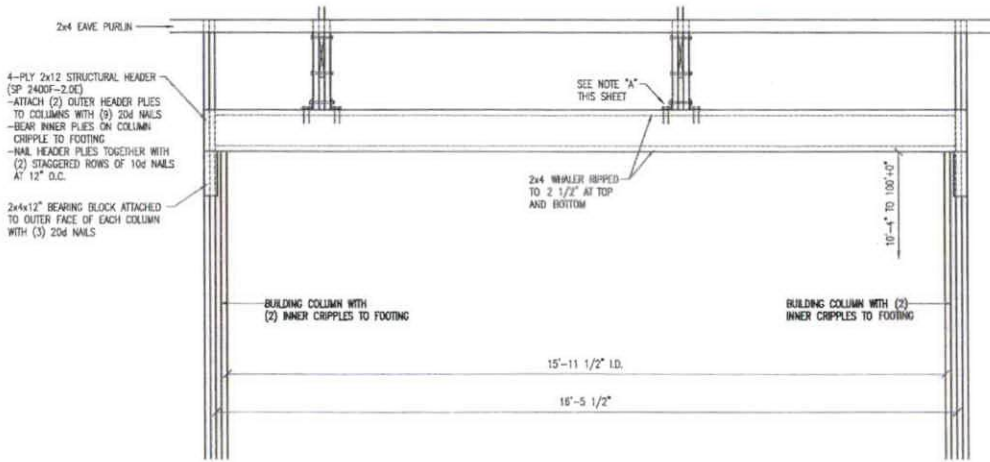 2x4 EAVE PURLIN
4-PLY 2x12 STRUCTURAL HEADER
(SP 2400F-2.0E)
-ATTACH (2) OUTER HEADER PLIES
TO COLUMNS WITH (9) 20d NAILS
-BEAR INNER PLIES ON COLUMN
CRIPPLE TO FOOTING
-NAIL HEADER PLIES TOGETHER WITH
(2) STAGGERED ROWS OF 10d NAILS
AT 12" O.C.
2x4x12" BEARING BLOCK ATTACHED
TO OUTER FACE OF EACH COLUMN
WITH (3) 20d NAILS
SEE NOTE "A"
THIS SHEET
2x4 WHALER RIPPED
TO 2 1/2" AT TOP
AND BOTTOM
10'-4" TO 100'+0"
BUILDING COLUMN WITH
(2) INNER CRIPPLES TO FOOTING
BUILDING COLUMN WITH (2)
INNER CRIPPLES TO FOOTING
15'-11 1/2" I.D.
16'-5 1/2"